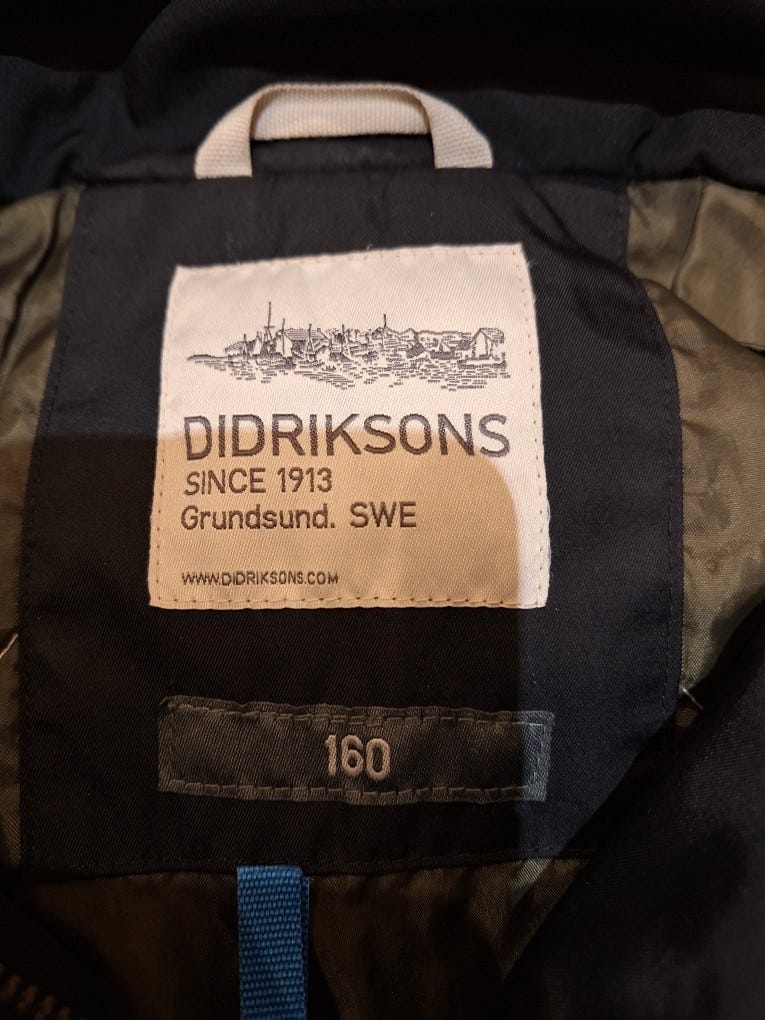 DIDRIKSONS
SINCE 1913
Grundsund. SWE
WWW.DIDRIKSONS.COM
160